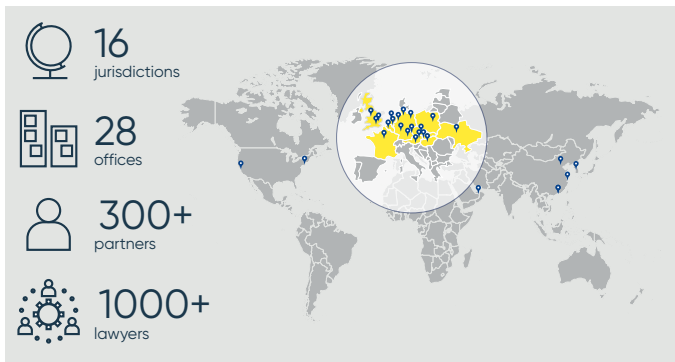 16
jurisdictions
28
offices
300+
partners
1000+
lawyers